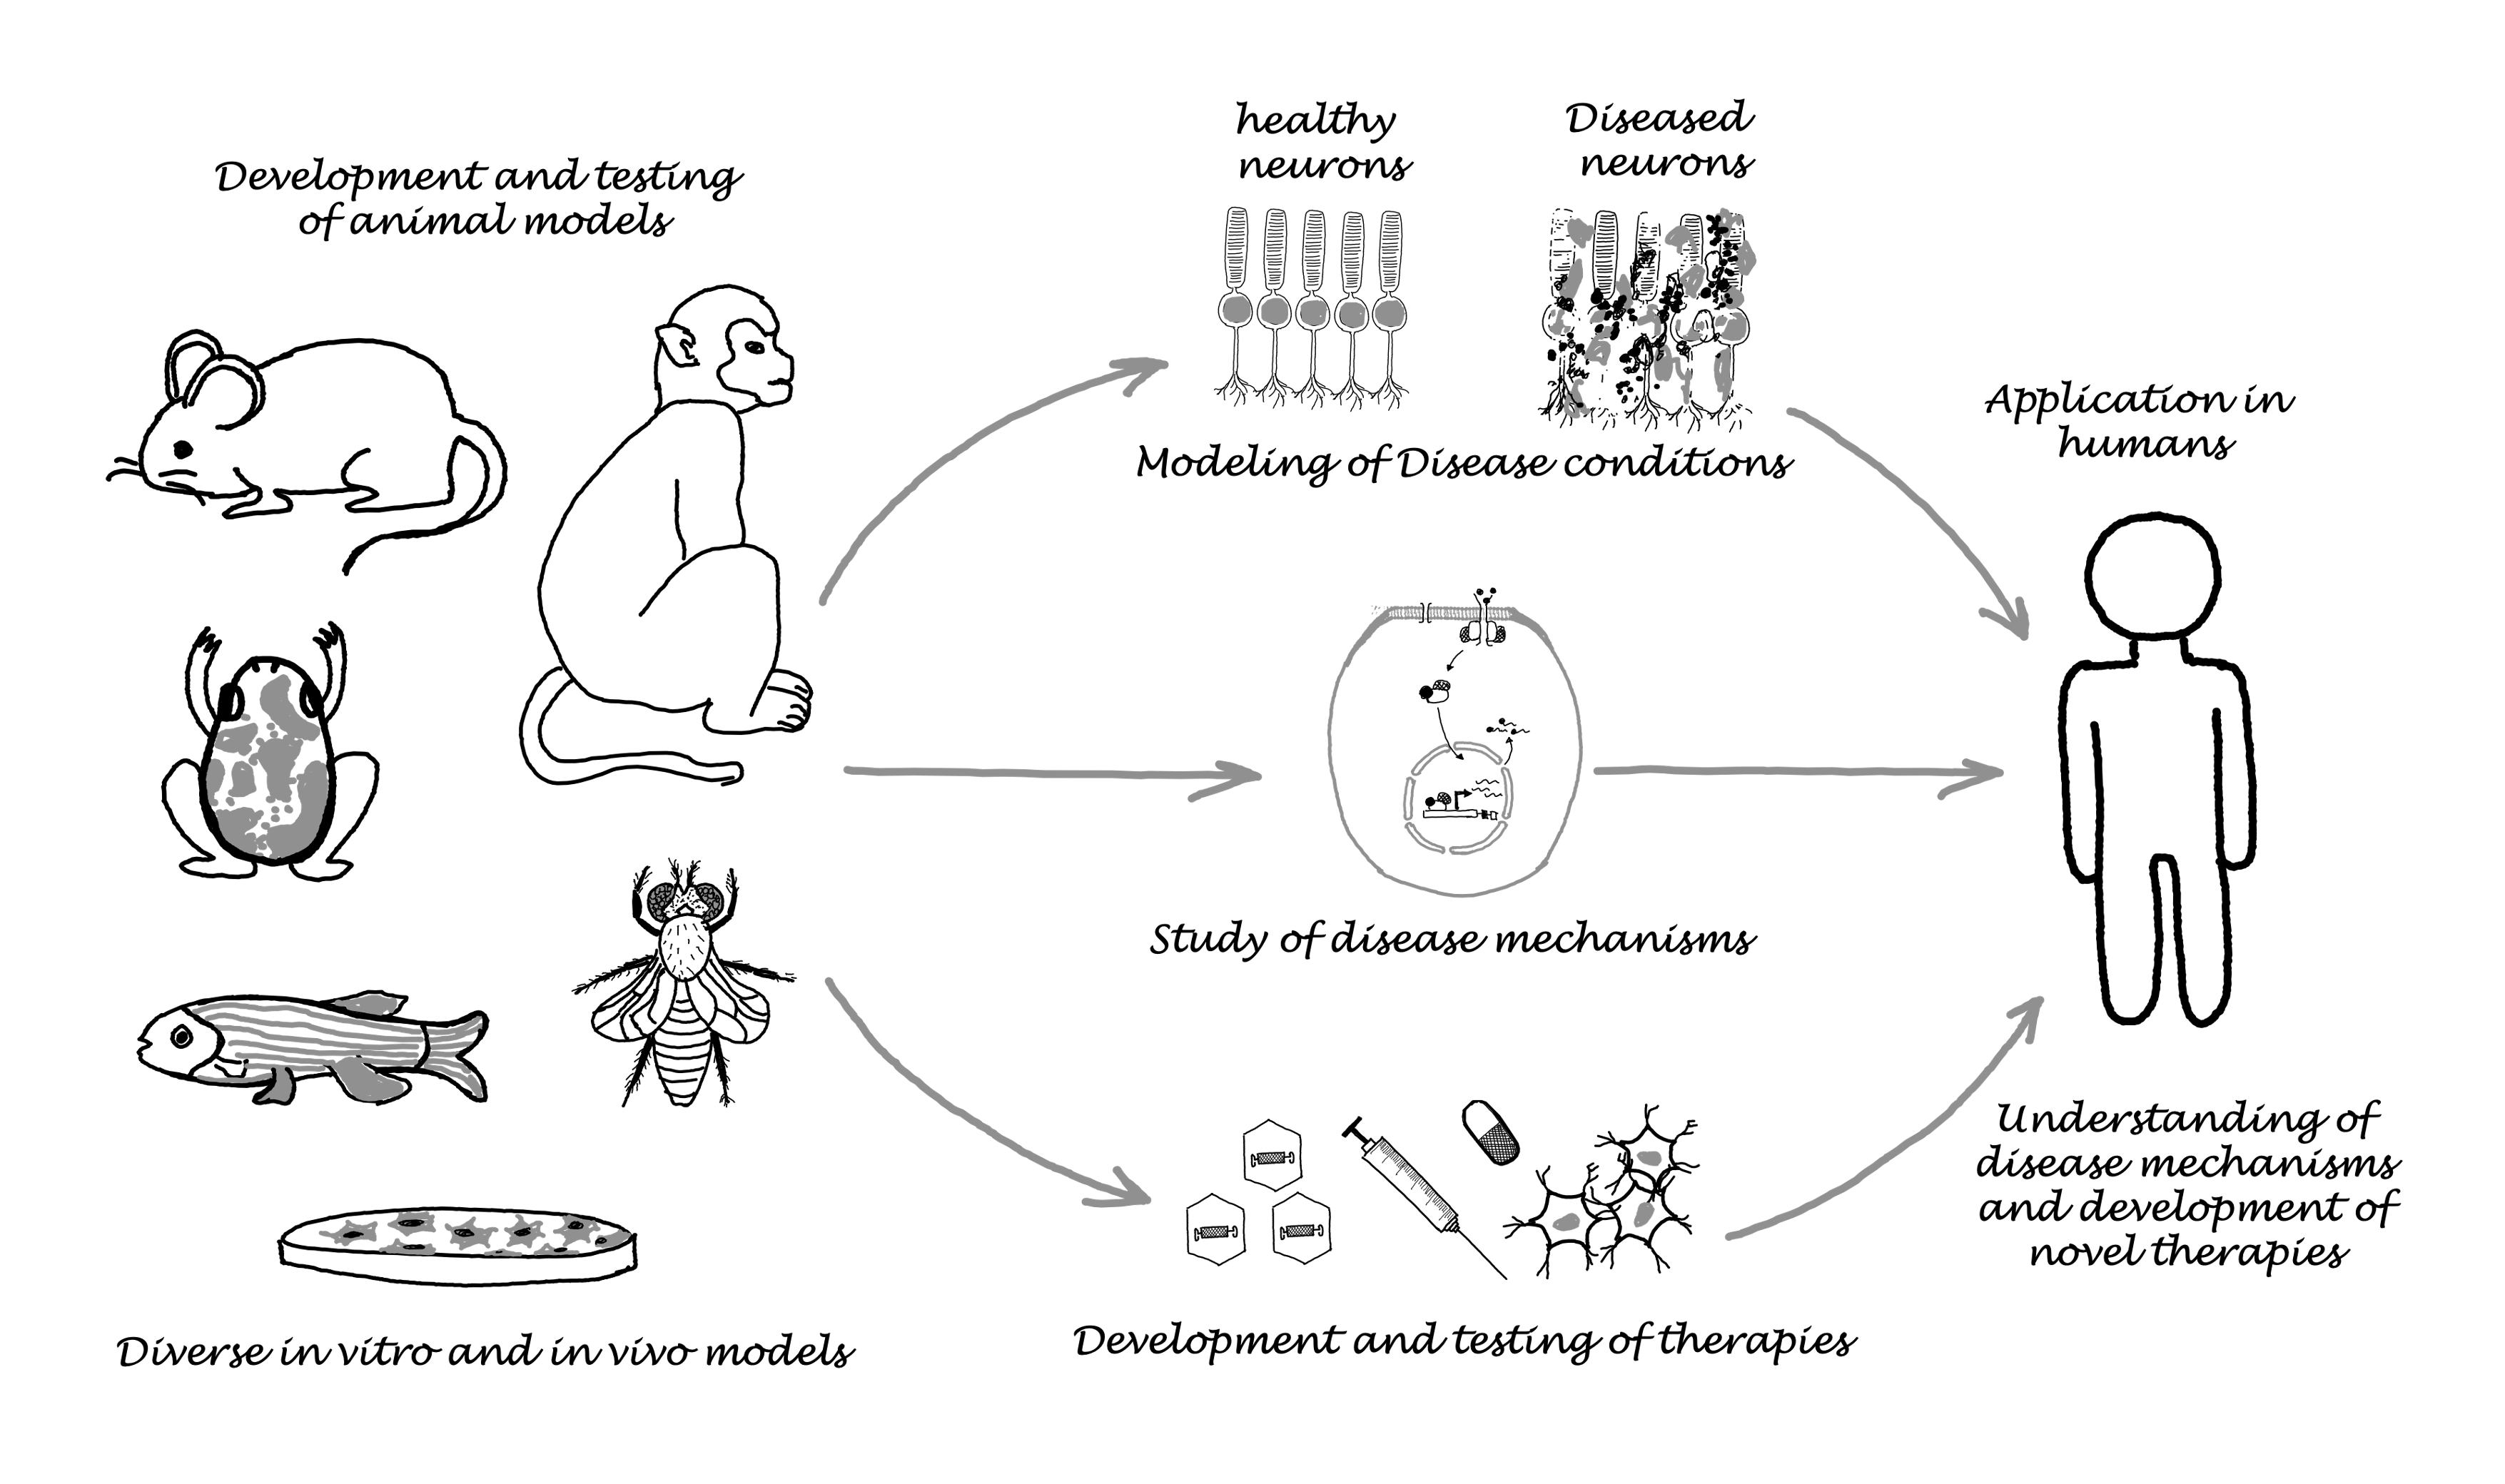 Development and testing
of animal models
Diverse in vitro and in vivo models
healthy
neurons
Diseased
neurons
Modeling of Disease conditions
Study of disease mechanisms
Development and testing of therapies
Application in
humans
Understanding of
disease mechanisms
and development of
novel therapies